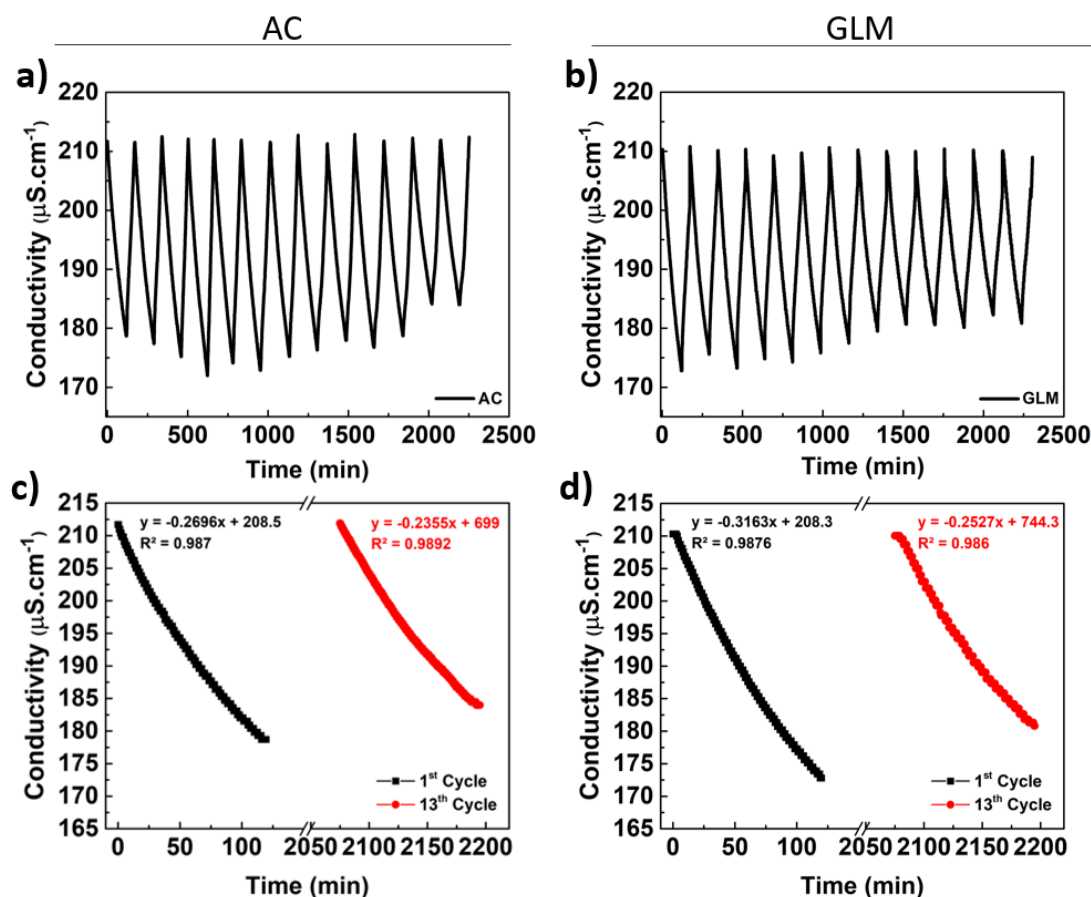 AC
GLM
a)
b)
220
210
200
190
180
170
Conductivity (μS.cm⁻¹)
AC
0
500
1000
1500
2000
2500
Time (min)
220
210
200
190
180
170
Conductivity (μS.cm⁻¹)
GLM
0
500
1000
1500
2000
2500
Time (min)
c)
d)
215
210
205
200
195
190
185
180
175
170
165
Conductivity (μS.cm⁻¹)
y = -0.2696x + 208.5
R² = 0.987
y = -0.2355x + 699
R² = 0.9892
1st Cycle
13th Cycle
0
50
100
2050
2100
2150
2200
Time (min)
215
210
205
200
195
190
185
180
175
170
165
Conductivity (μS.cm⁻¹)
y = -0.3163x + 208.3
R² = 0.9876
y = -0.2527x + 744.3
R² = 0.986
1st Cycle
13th Cycle
0
50
100
2050
2100
2150
2200
Time (min)